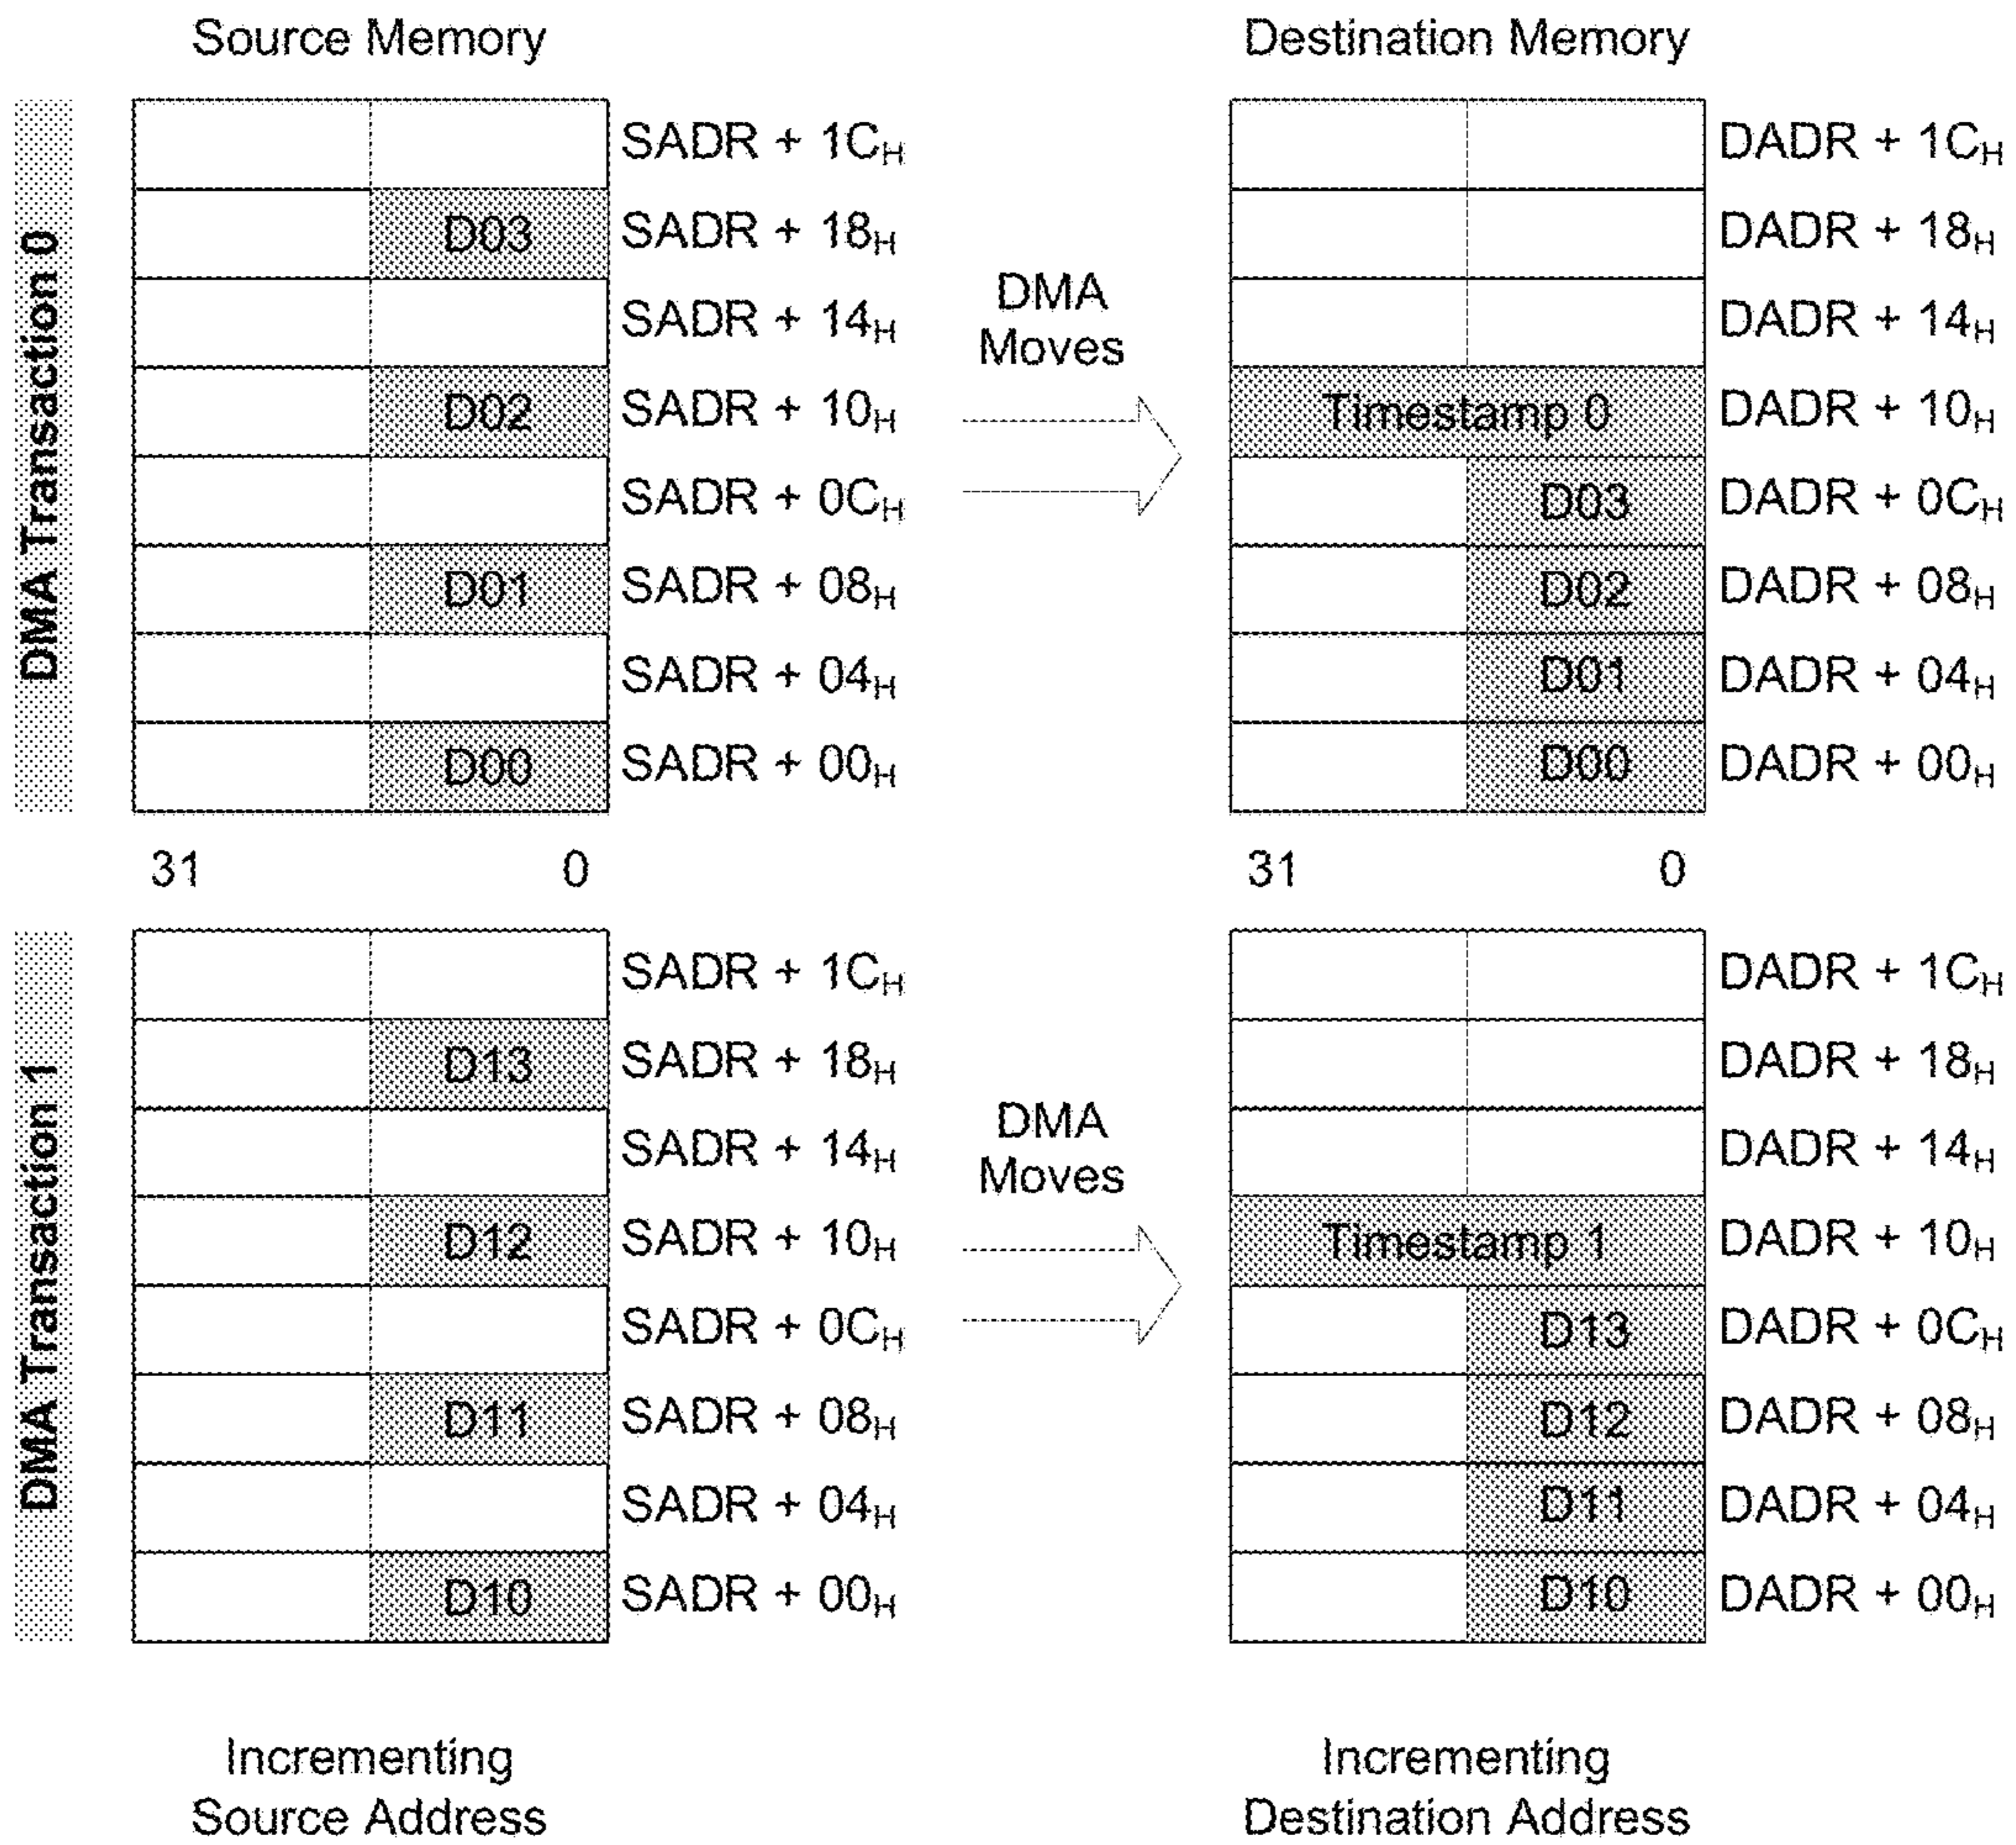 Source Memory
Destination Memory
DMA Transaction 0
SADR + 1CH
D03 SADR + 18H
SADR + 14H
D02 SADR + 10H
SADR + 0CH
D01 SADR + 08H
SADR + 04H
D00 SADR + 00H
31 0
DMA
Moves
DADR + 1CH
DADR + 18H
DADR + 14H
Timestamp 0 DADR + 10H
D03 DADR + 0CH
D02 DADR + 08H
D01 DADR + 04H
D00 DADR + 00H
31 0
DMA Transaction 1
SADR + 1CH
D13 SADR + 18H
SADR + 14H
D12 SADR + 10H
SADR + 0CH
D11 SADR + 08H
SADR + 04H
D10 SADR + 00H
DMA
Moves
DADR + 1CH
DADR + 18H
DADR + 14H
Timestamp 1 DADR + 10H
D13 DADR + 0CH
D12 DADR + 08H
D11 DADR + 04H
D10 DADR + 00H
Incrementing
Source Address
Incrementing
Destination Address